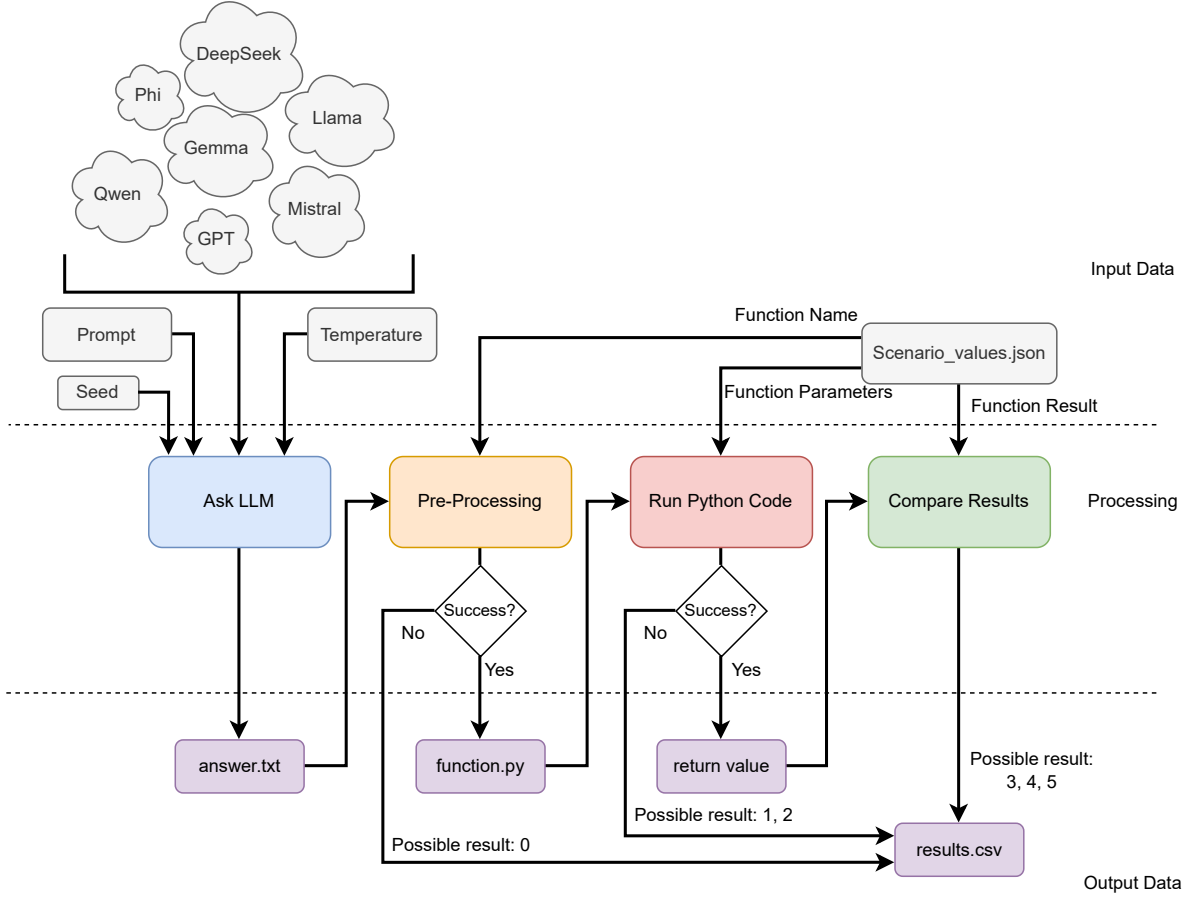 DeepSeek
Phi
Llama
Gemma
Qwen
Mistral
GPT
Input Data
Prompt
Temperature
Seed
Function Name
Scenario_values.json
Function Parameters
Function Result
Ask LLM
Pre-Processing
Run Python Code
Compare Results
Processing
Success?
No
Yes
Success?
No
Yes
answer.txt
function.py
return value
Possible result:
3, 4, 5
Possible result: 1, 2
Possible result: 0
results.csv
Output Data